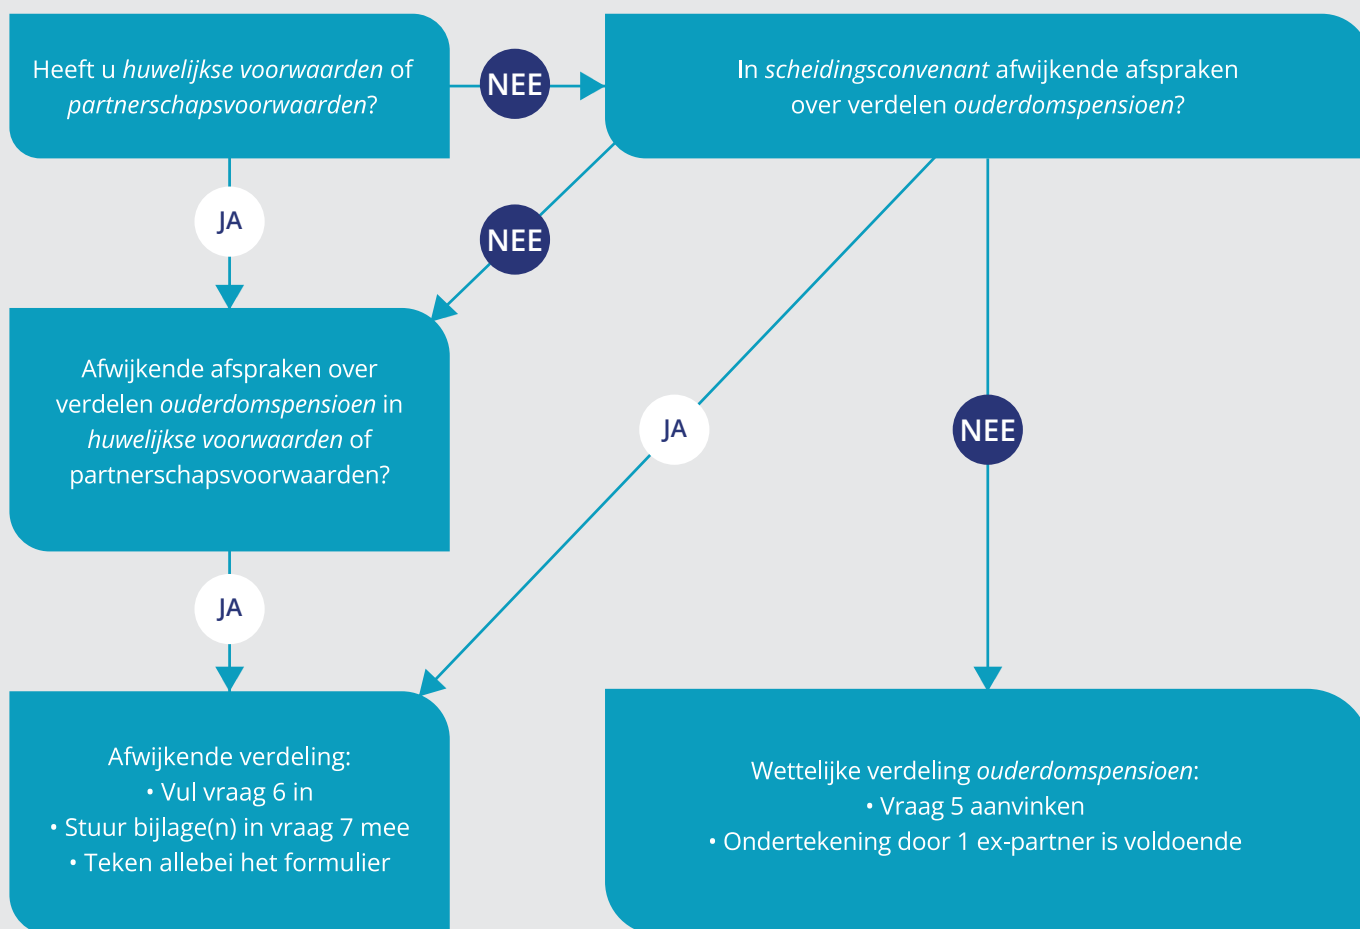 Heeft u huwelijkse voorwaarden of
partnerschapsvoorwaarden?
NEE
In scheidingsconvenant afwijkende afspraken
over verdelen ouderdomspensioen?
JA
NEE
Afwijkende afspraken over
verdelen ouderdomspensioen in
huwelijkse voorwaarden of
partnerschapsvoorwaarden?
JA
NEE
JA
Afwijkende verdeling:
• Vul vraag 6 in
• Stuur bijlage(n) in vraag 7 mee
• Teken allebei het formulier
Wettelijke verdeling ouderdomspensioen:
• Vraag 5 aanvinken
• Ondertekening door 1 ex-partner is voldoende